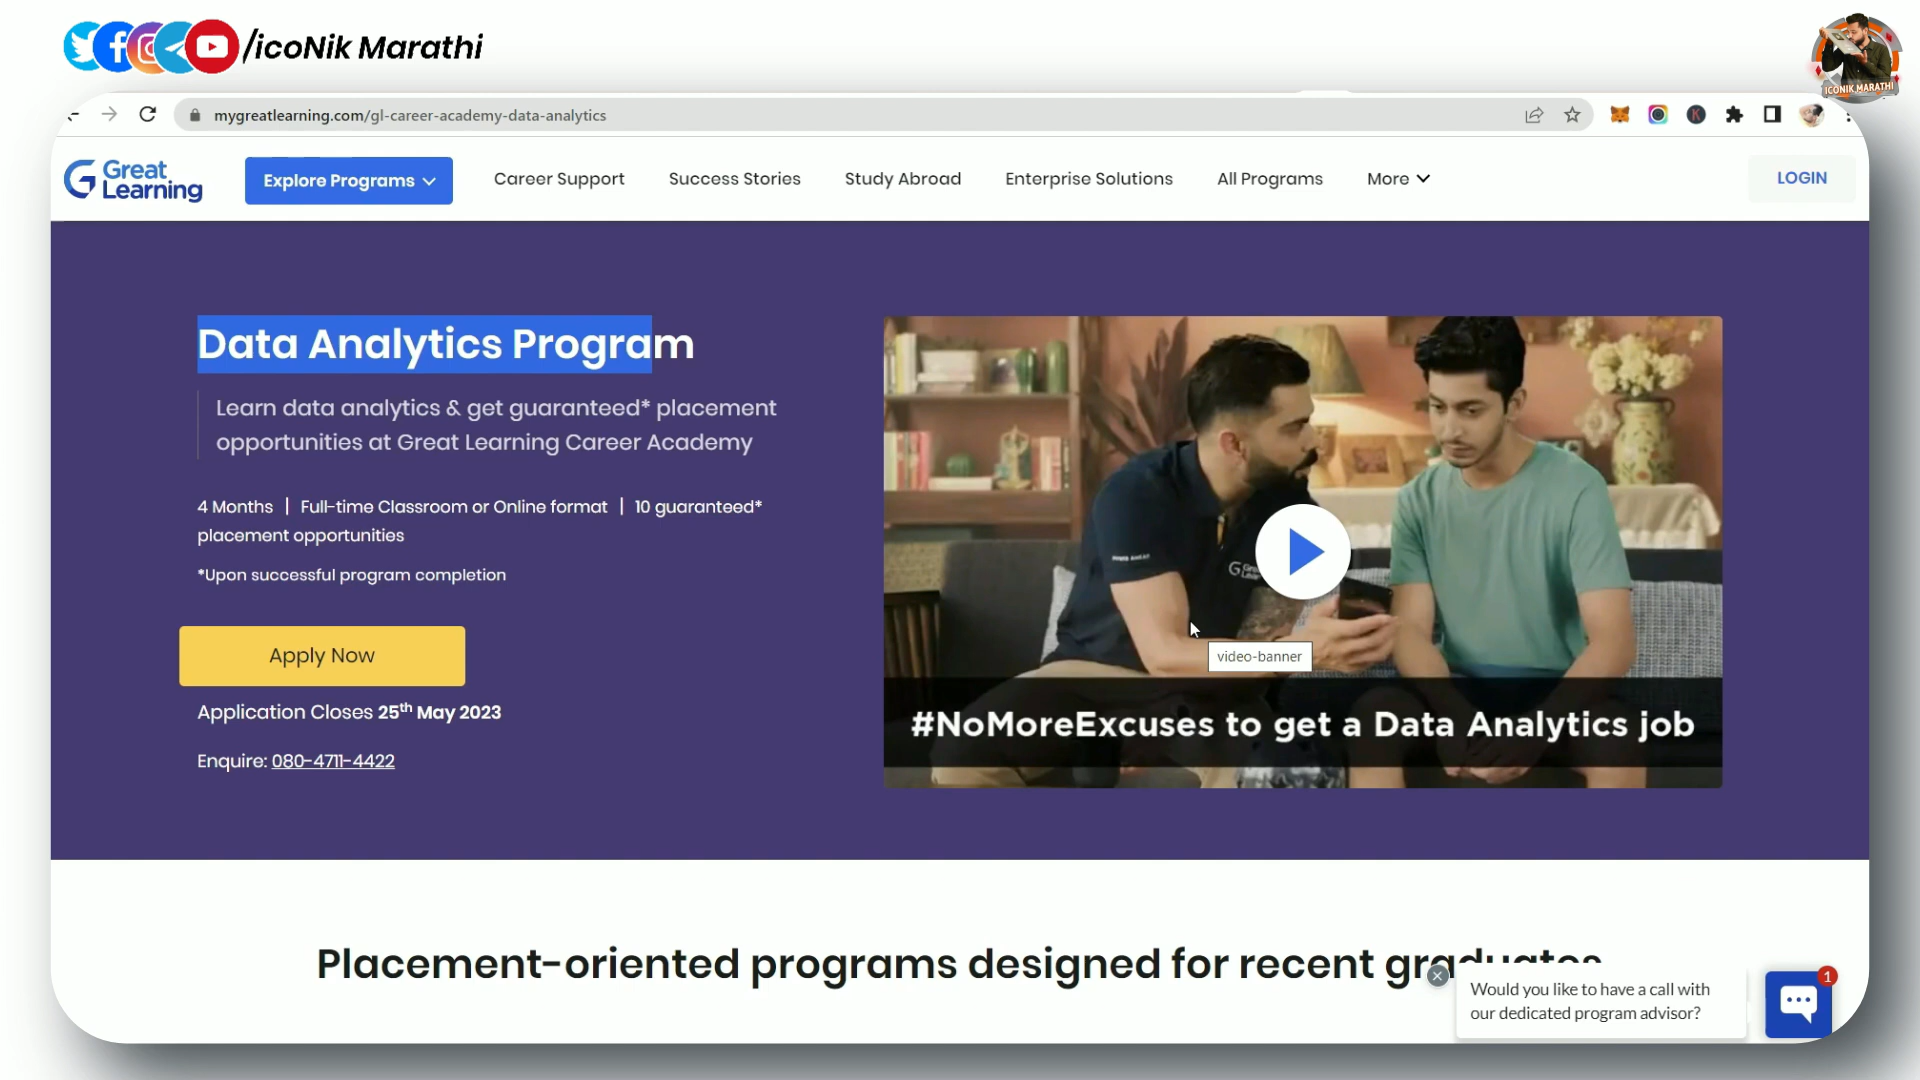 /icoNik Marathi
ICONIK MARATHI
mygreatlearning.com/gl-career-academy-data-analytics
Great Learning
Explore Programs
Career Support
Success Stories
Study Abroad
Enterprise Solutions
All Programs
More
LOGIN
Data Analytics Program
Learn data analytics & get guaranteed* placement
opportunities at Great Learning Career Academy
4 Months | Full-time Classroom or Online format | 10 guaranteed*
placement opportunities
*Upon successful program completion
Apply Now
Application Closes 25th May 2023
Enquire: 080-4711-4422
video-banner
#NoMoreExcuses to get a Data Analytics job
Placement-oriented programs designed for recent graduates
Would you like to have a call with
our dedicated program advisor?
1